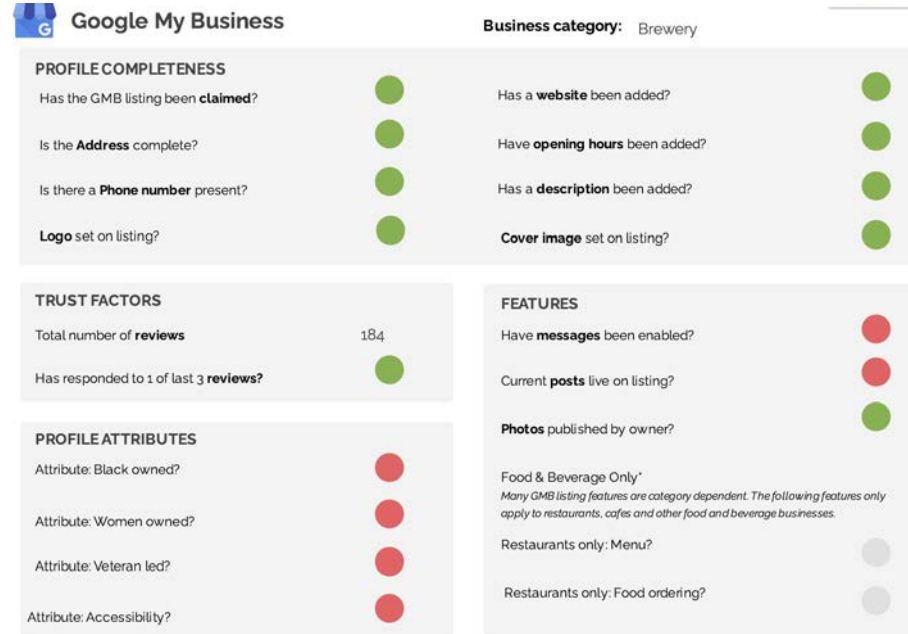 G
Google My Business
Business category: Brewery
PROFILE COMPLETENESS
Has the GMB listing been claimed?
Is the Address complete?
Is there a Phone number present?
Logo set on listing?
Has a website been added?
Have opening hours been added?
Has a description been added?
Cover image set on listing?
TRUST FACTORS
Total number of reviews 184
Has responded to 1 of last 3 reviews?
PROFILE ATTRIBUTES
Attribute: Black owned?
Attribute: Women owned?
Attribute: Veteran led?
Attribute: Accessibility?
FEATURES
Have messages been enabled?
Current posts live on listing?
Photos published by owner?
Food & Beverage Only*
Many GMB listing features are category dependent. The following features only
apply to restaurants, cafes and other food and beverage businesses.
Restaurants only: Menu?
Restaurants only: Food ordering?